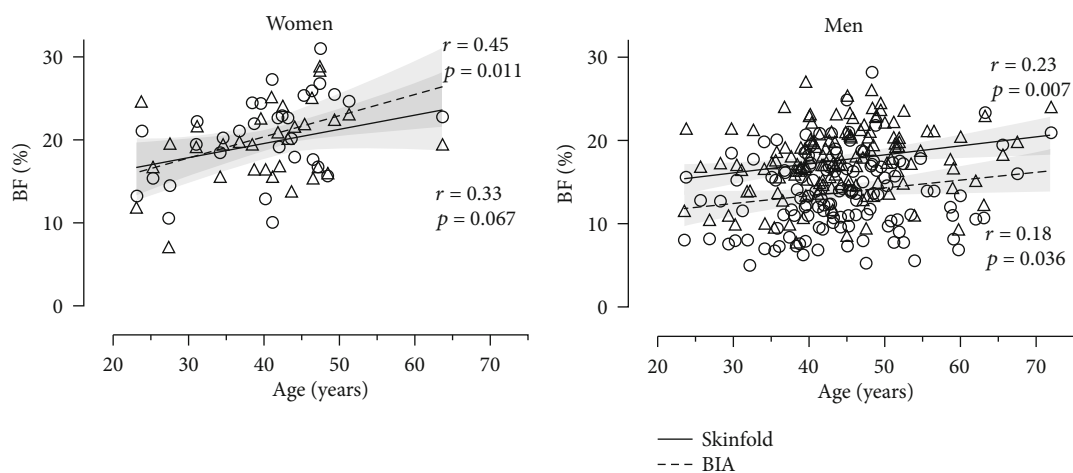 Women
30
20
10
0
BF (%)
r = 0.45
p = 0.011
r = 0.33
p = 0.067
20 30 40 50 60 70
Age (years)
Men
30
20
10
0
BF (%)
r = 0.23
p = 0.007
r = 0.18
p = 0.036
20 30 40 50 60 70
Age (years)
Skinfold
BIA